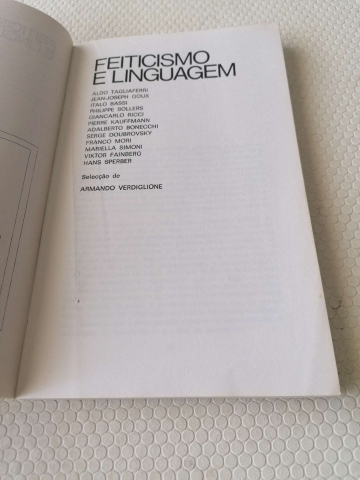 FEITICISMO
E LINGUAGEM
ALDO TAGLIAFERRI
JEAN-JOSEPH GOUX
ITALO BASSI
PHILIPPE SOLLERS
GIANCARLO RICCI
PIERRE KAUFFMANN
ADALBERTO BONECCHI
SERGE DOUBROVSKY
FRANCO MORI
MARIELLA SIMONI
VIKTOR FAINBERG
HANS SPERBER
Selecção de
ARMANDO VERDIGLIONE